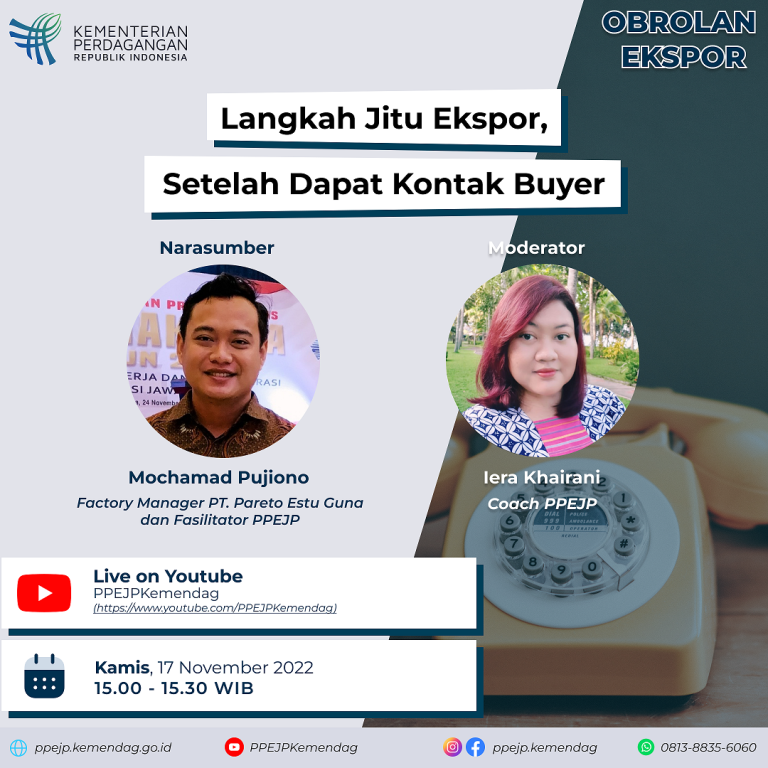 KEMENTERIAN
PERDAGANGAN
REPUBLIK INDONESIA
OBROLAN
EKSPOR
Langkah Jitu Ekspor,
Setelah Dapat Kontak Buyer
Narasumber
Moderator
Mochamad Pujiono
Factory Manager PT. Pareto Estu Guna
dan Fasilitator PPEJP
Iera Khairani
Coach PPEJP
Live on Youtube
PPEJPKemendag
(https://www.youtube.com/PPEJPKemendag)
Kamis, 17 November 2022
15.00 - 15.30 WIB
ppejp.kemendag.go.id
PPEJPKemendag
ppejp.kemendag
0813-8835-6060